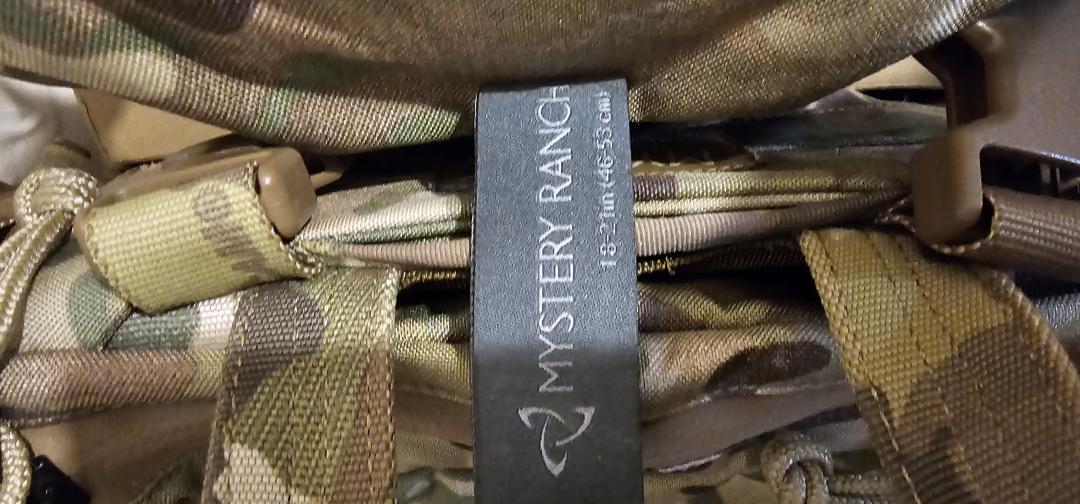 MYSTERY RANCH
18-21in (46-53 cm)